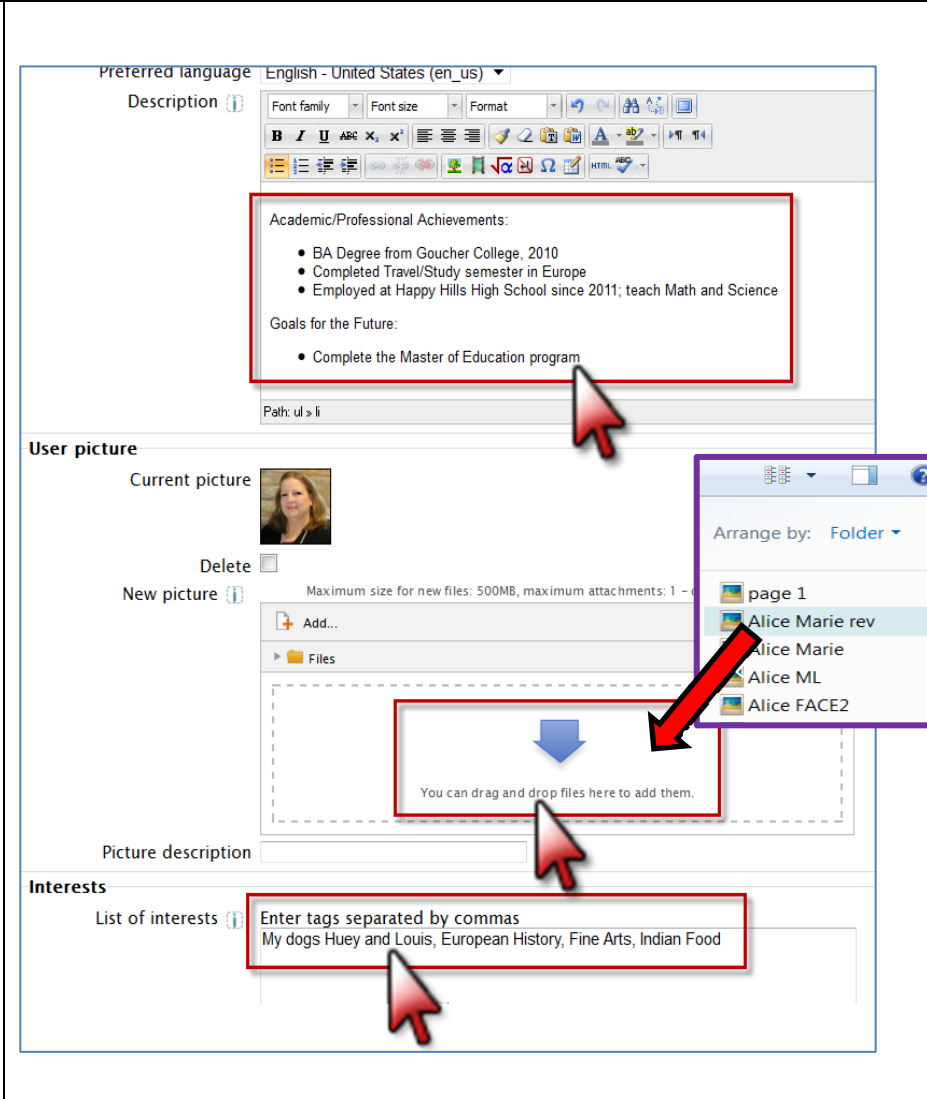 Preferred language English - United States (en_us)
Description
Font family Font size Format
B I U ABC X₂ x² A ab
HTML ABC
Academic/Professional Achievements:
• BA Degree from Goucher College, 2010
• Completed Travel/Study semester in Europe
• Employed at Happy Hills High School since 2011; teach Math and Science
Goals for the Future:
• Complete the Master of Education program
Path: ul » li
User picture
Current picture
Delete
New picture Maximum size for new files: 500MB, maximum attachments: 1 -
Add...
Files
You can drag and drop files here to add them.
Picture description
Interests
List of interests Enter tags separated by commas
My dogs Huey and Louis, European History, Fine Arts, Indian Food
Arrange by: Folder
page 1
Alice Marie rev
Alice Marie
Alice ML
Alice FACE2